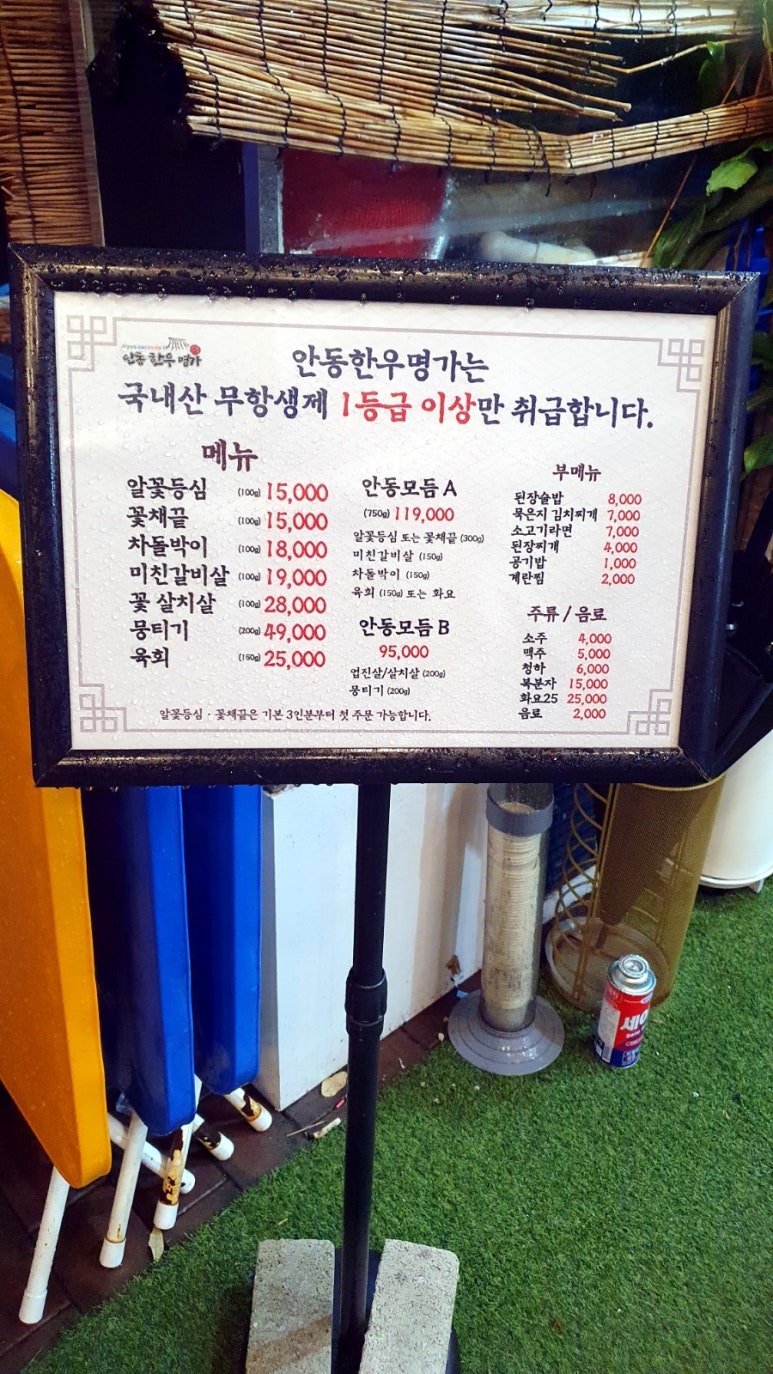 안동 한우 명가
안동한우명가는
국내산 무항생제 1등급 이상만 취급합니다.
메뉴
알꽃등심 (100g) 15,000
꽃채끝 (100g) 15,000
차돌박이 (100g) 18,000
미친갈비살 (100g) 19,000
꽃 살치살 (100g) 28,000
뭉티기 (200g) 49,000
육회 (150g) 25,000
안동모듬 A
(750g) 119,000
알꽃등심 또는 꽃채끝 (300g)
미친갈비살 (150g)
차돌박이 (150g)
육회 (150g) 또는 화요
안동모듬 B
95,000
업진살/살치살 (200g)
뭉티기 (200g)
부메뉴
된장술밥 8,000
묵은지 김치찌개 7,000
소고기라면 7,000
된장찌개 4,000
공기밥 1,000
계란찜 2,000
주류 / 음료
소주 4,000
맥주 5,000
청하 6,000
복분자 15,000
화요25 25,000
음료 2,000
알꽃등심 · 꽃채끝은 기본 3인분부터 첫 주문 가능합니다.